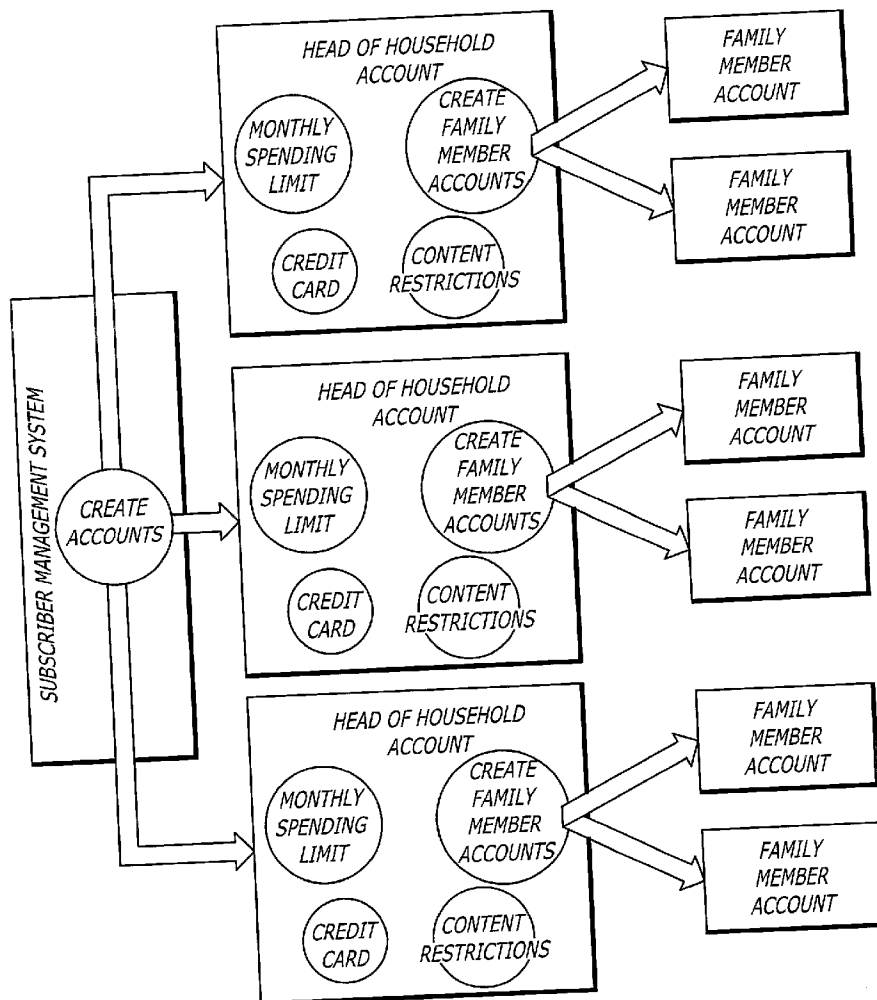 HEAD OF HOUSEHOLD
ACCOUNT
MONTHLY
SPENDING
LIMIT
CREATE
FAMILY
MEMBER
ACCOUNTS
CREDIT
CARD
CONTENT
RESTRICTIONS
FAMILY
MEMBER
ACCOUNT
FAMILY
MEMBER
ACCOUNT
SUBSCRIBER MANAGEMENT SYSTEM
CREATE
ACCOUNTS
HEAD OF HOUSEHOLD
ACCOUNT
MONTHLY
SPENDING
LIMIT
CREATE
FAMILY
MEMBER
ACCOUNTS
CREDIT
CARD
CONTENT
RESTRICTIONS
FAMILY
MEMBER
ACCOUNT
FAMILY
MEMBER
ACCOUNT
HEAD OF HOUSEHOLD
ACCOUNT
MONTHLY
SPENDING
LIMIT
CREATE
FAMILY
MEMBER
ACCOUNTS
CREDIT
CARD
CONTENT
RESTRICTIONS
FAMILY
MEMBER
ACCOUNT
FAMILY
MEMBER
ACCOUNT